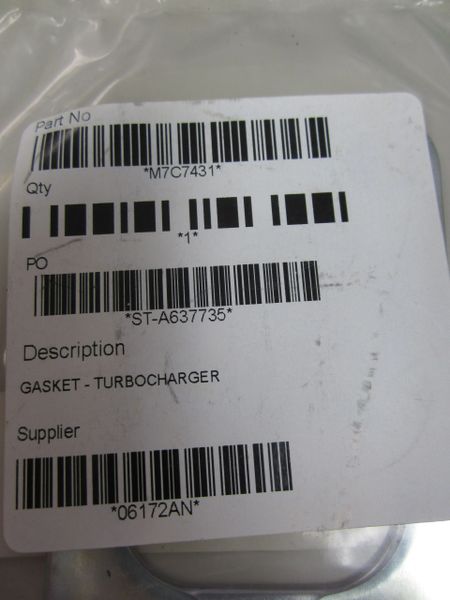 Part No
*M7C7431*
Qty
*1*
PO
*ST-A637735*
Description
GASKET - TURBOCHARGER
Supplier
*06172AN*